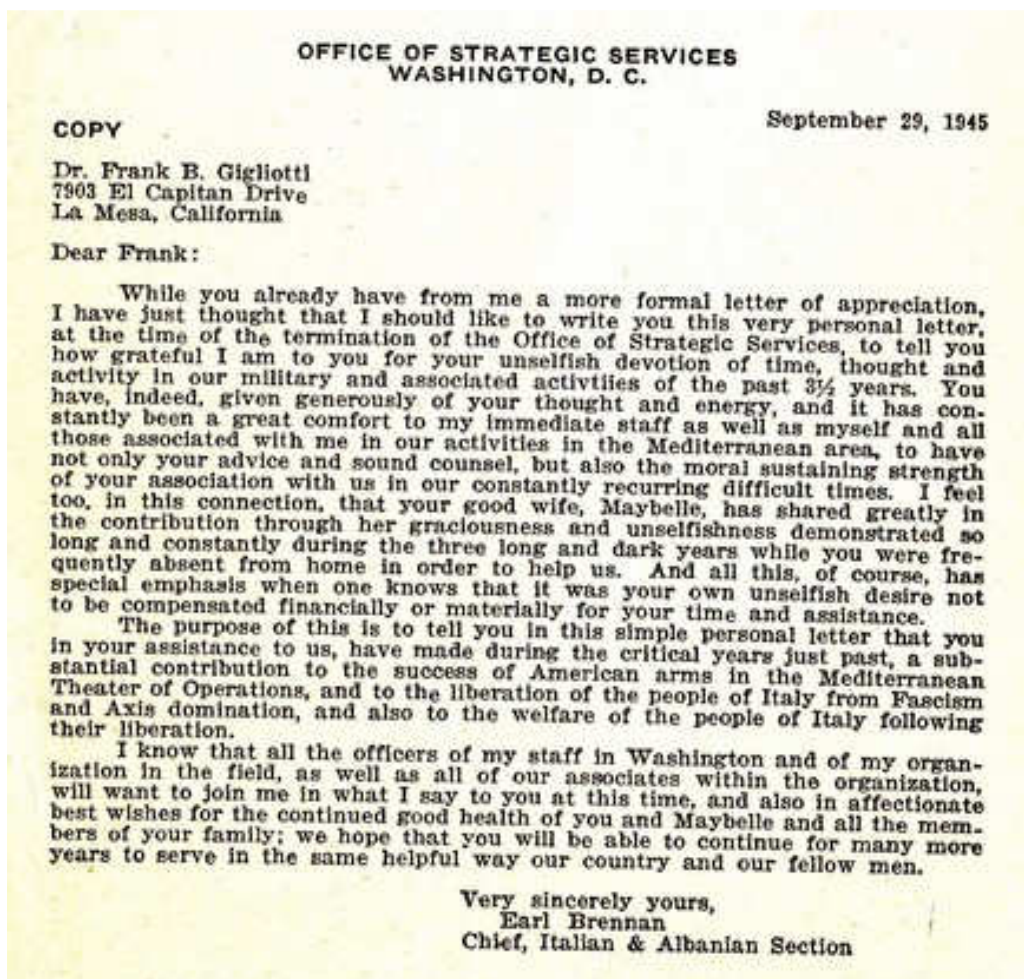 OFFICE OF STRATEGIC SERVICES
WASHINGTON, D. C.
September 29, 1945
COPY
Dr. Frank B. Gigliotti
7903 El Capitan Drive
La Mesa, California
Dear Frank:
While you already have from me a more formal letter of appreciation,
I have just thought that I should like to write you this very personal letter,
at the time of the termination of the Office of Strategic Services, to tell you
how grateful I am to you for your unselfish devotion of time, thought and
activity in our military and associated activtiies of the past 3½ years. You
have, indeed, given generously of your thought and energy, and it has con-
stantly been a great comfort to my immediate staff as well as myself and all
those associated with me in our activities in the Mediterranean area, to have
not only your advice and sound counsel, but also the moral sustaining strength
of your association with us in our constantly recurring difficult times. I feel
too, in this connection, that your good wife, Maybelle, has shared greatly in
the contribution through her graciousness and unselfishness demonstrated so
long and constantly during the three long and dark years while you were fre-
quently absent from home in order to help us. And all this, of course, has
special emphasis when one knows that it was your own unselfish desire not
to be compensated financially or materially for your time and assistance.
The purpose of this is to tell you in this simple personal letter that you
in your assistance to us, have made during the critical years just past, a sub-
stantial contribution to the success of American arms in the Mediterranean
Theater of Operations, and to the liberation of the people of Italy from Fascism
and Axis domination, and also to the welfare of the people of Italy following
their liberation.
I know that all the officers of my staff in Washington and of my organ-
ization in the field, as well as all of our associates within the organization,
will want to join me in what I say to you at this time, and also in affectionate
best wishes for the continued good health of you and Maybelle and all the mem-
bers of your family; we hope that you will be able to continue for many more
years to serve in the same helpful way our country and our fellow men.
Very sincerely yours,
Earl Brennan
Chief, Italian & Albanian Section